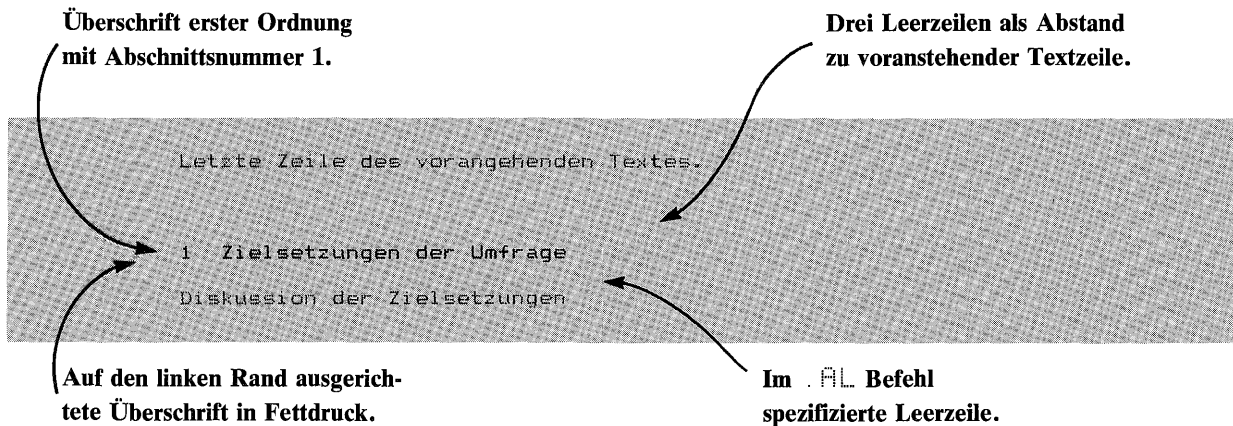 Überschrift erster Ordnung
mit Abschnittsnummer 1.
Drei Leerzeilen als Abstand
zu voranstehender Textzeile.
Letzte Zeile des vorangehenden Textes.
1 Zielsetzungen der Umfrage
Diskussion der Zielsetzungen
Auf den linken Rand ausgerich-
tete Überschrift in Fettdruck.
Im .AL Befehl
spezifizierte Leerzeile.